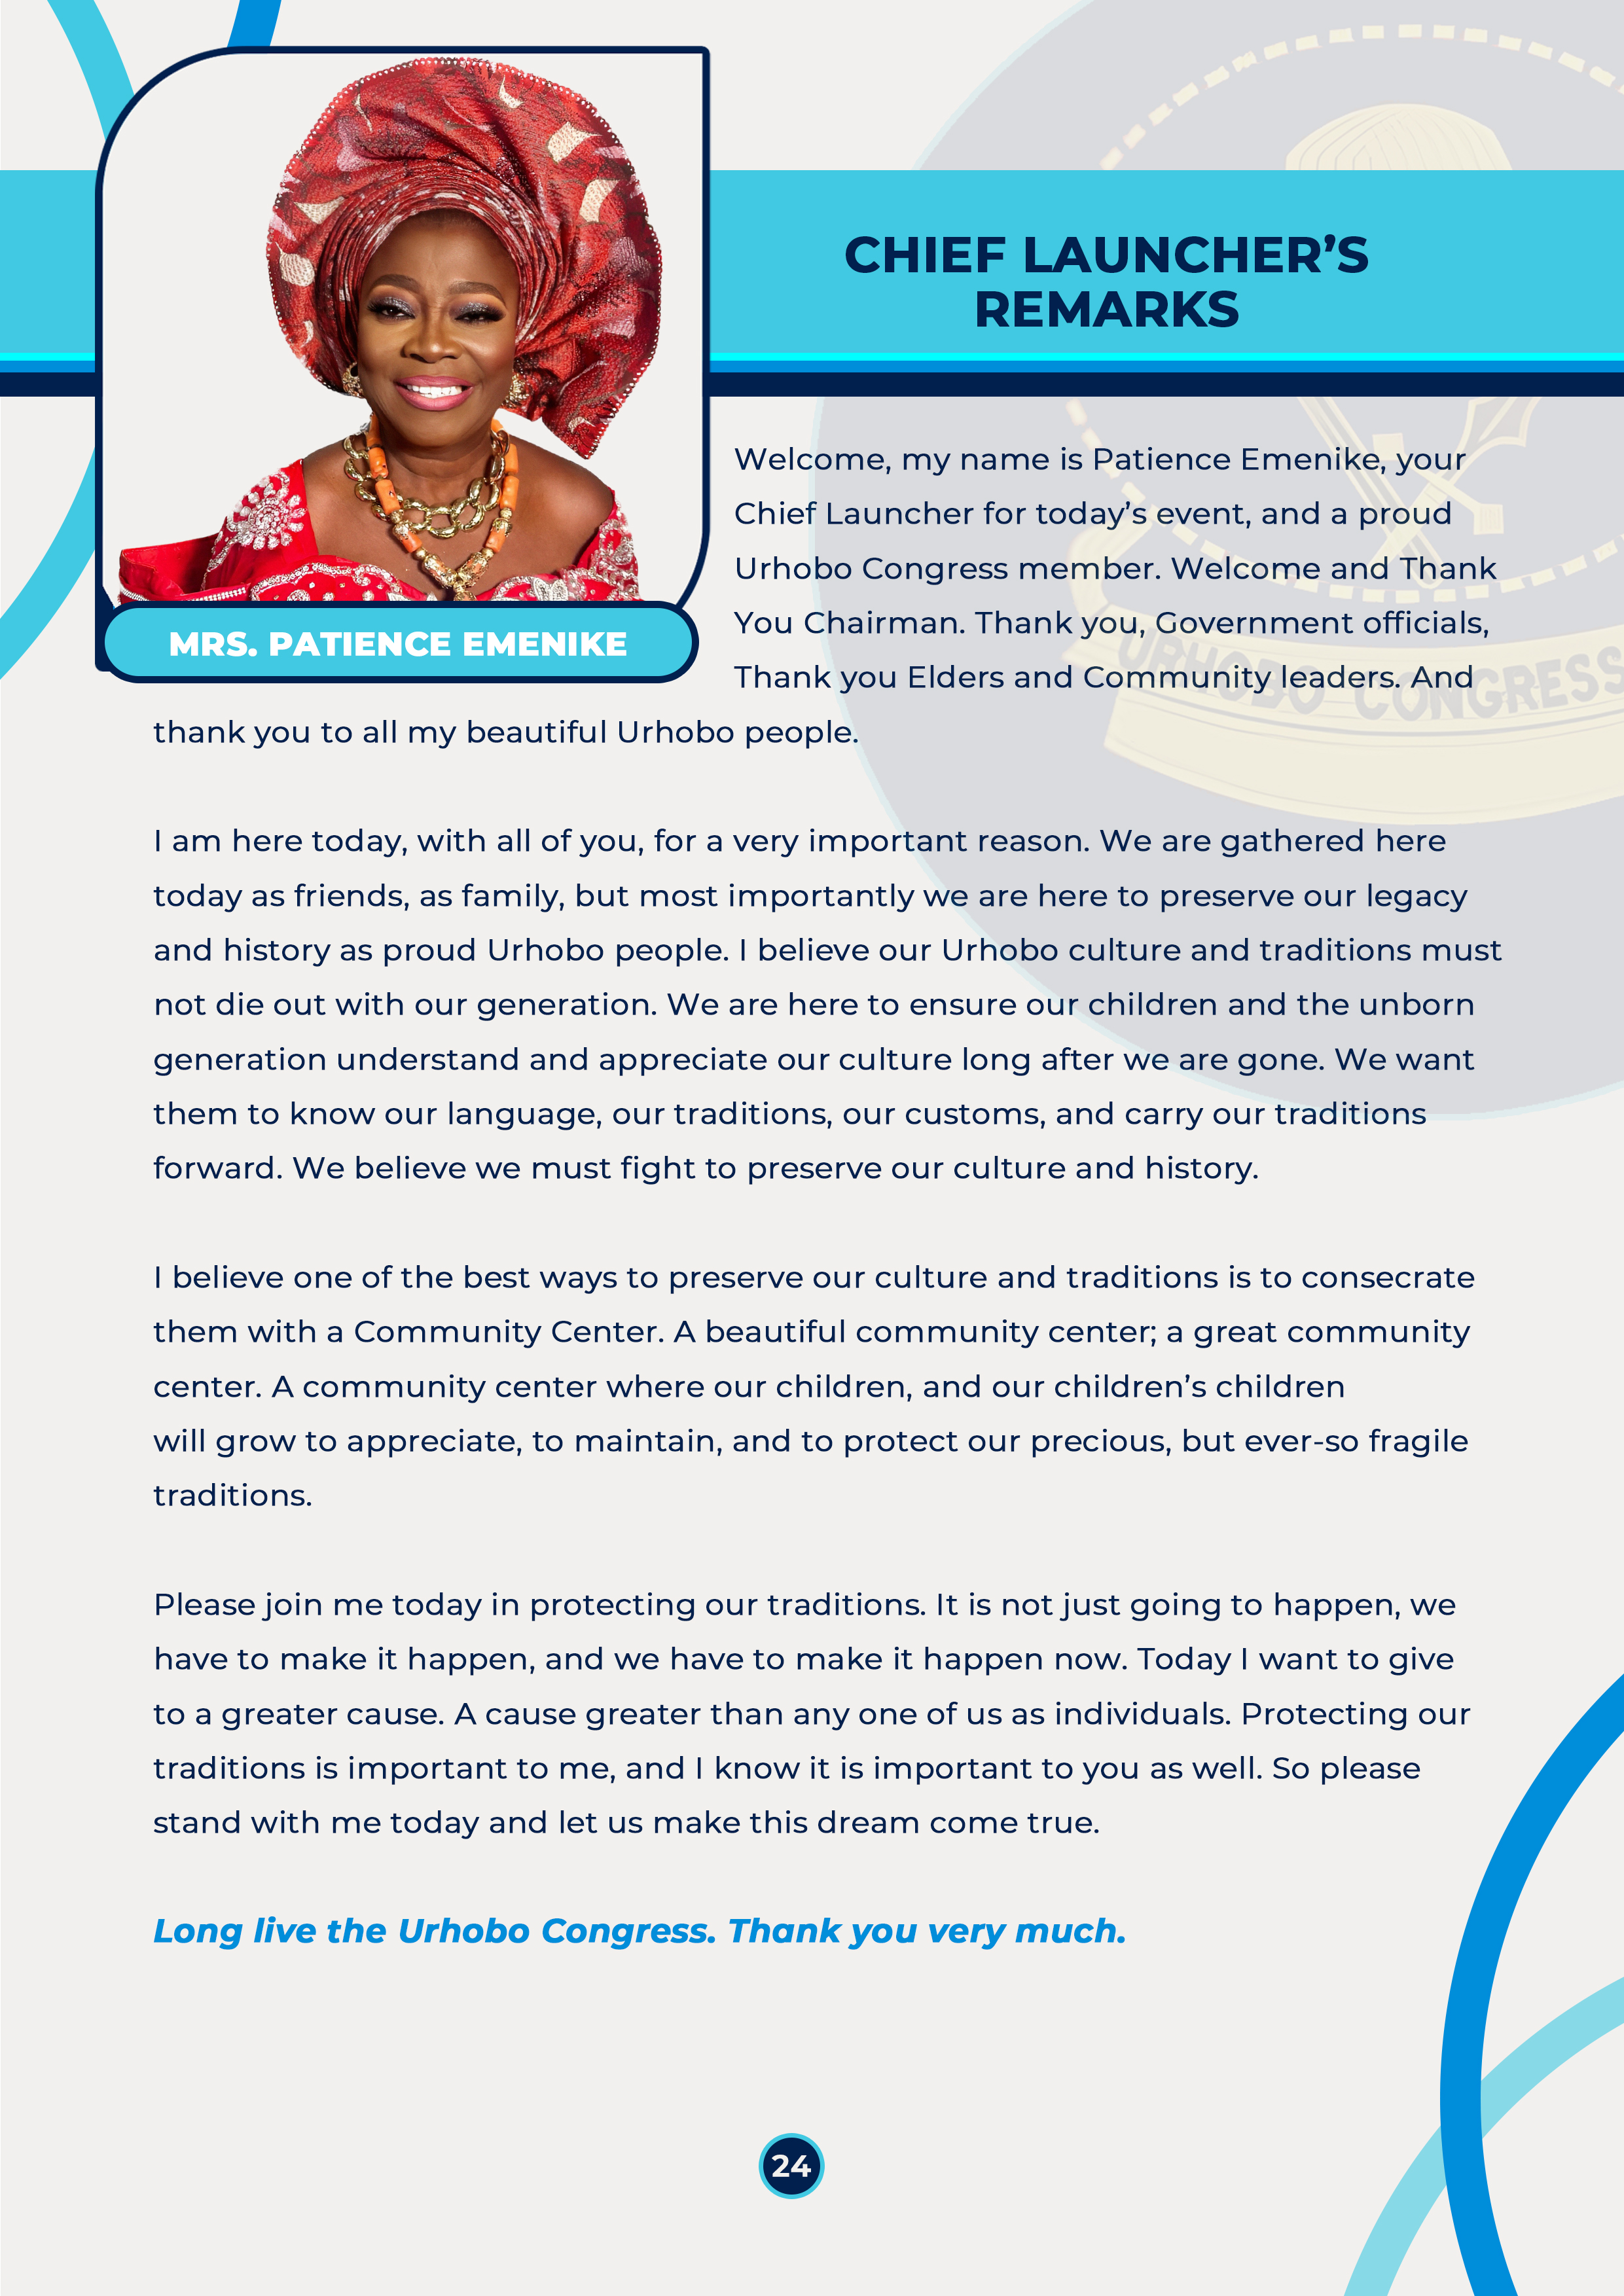 CHIEF LAUNCHER’S
REMARKS
MRS. PATIENCE EMENIKE
Welcome, my name is Patience Emenike, your
Chief Launcher for today’s event, and a proud
Urhobo Congress member. Welcome and Thank
You Chairman. Thank you, Government officials,
Thank you Elders and Community leaders. And
thank you to all my beautiful Urhobo people.
I am here today, with all of you, for a very important reason. We are gathered here
today as friends, as family, but most importantly we are here to preserve our legacy
and history as proud Urhobo people. I believe our Urhobo culture and traditions must
not die out with our generation. We are here to ensure our children and the unborn
generation understand and appreciate our culture long after we are gone. We want
them to know our language, our traditions, our customs, and carry our traditions
forward. We believe we must fight to preserve our culture and history.
I believe one of the best ways to preserve our culture and traditions is to consecrate
them with a Community Center. A beautiful community center; a great community
center. A community center where our children, and our children’s children
will grow to appreciate, to maintain, and to protect our precious, but ever-so fragile
traditions.
Please join me today in protecting our traditions. It is not just going to happen, we
have to make it happen, and we have to make it happen now. Today I want to give
to a greater cause. A cause greater than any one of us as individuals. Protecting our
traditions is important to me, and I know it is important to you as well. So please
stand with me today and let us make this dream come true.
Long live the Urhobo Congress. Thank you very much.
24
URHOBO CONGRESS